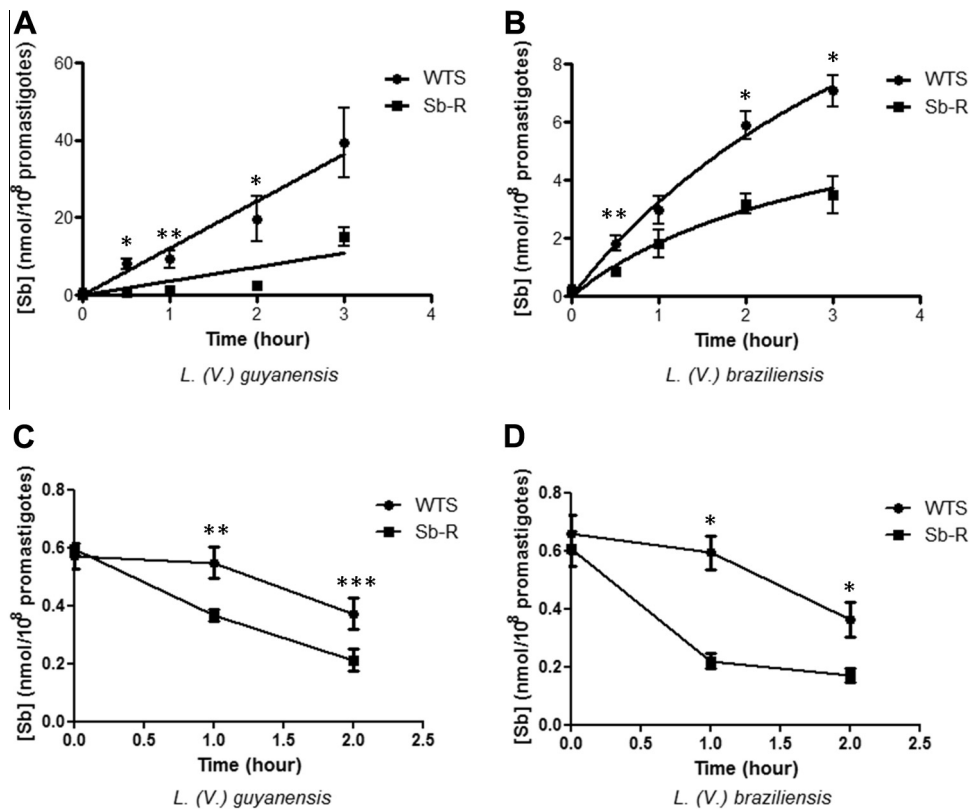 A
[Sb] (nmol/10⁸ promastigotes)
60
40
20
0
WTS
Sb-R
*
**
*
0 1 2 3 4
Time (hour)
L. (V.) guyanensis
B
[Sb] (nmol/10⁸ promastigotes)
8
6
4
2
0
WTS
Sb-R
**
*
*
0 1 2 3 4
Time (hour)
L. (V.) braziliensis
C
[Sb] (nmol/10⁸ promastigotes)
0.8
0.6
0.4
0.2
0.0
WTS
Sb-R
**
***
0.0 0.5 1.0 1.5 2.0 2.5
Time (hour)
L. (V.) guyanensis
D
[Sb] (nmol/10⁸ promastigotes)
0.8
0.6
0.4
0.2
0.0
WTS
Sb-R
*
*
0.0 0.5 1.0 1.5 2.0 2.5
Time (hour)
L. (V.) braziliensis